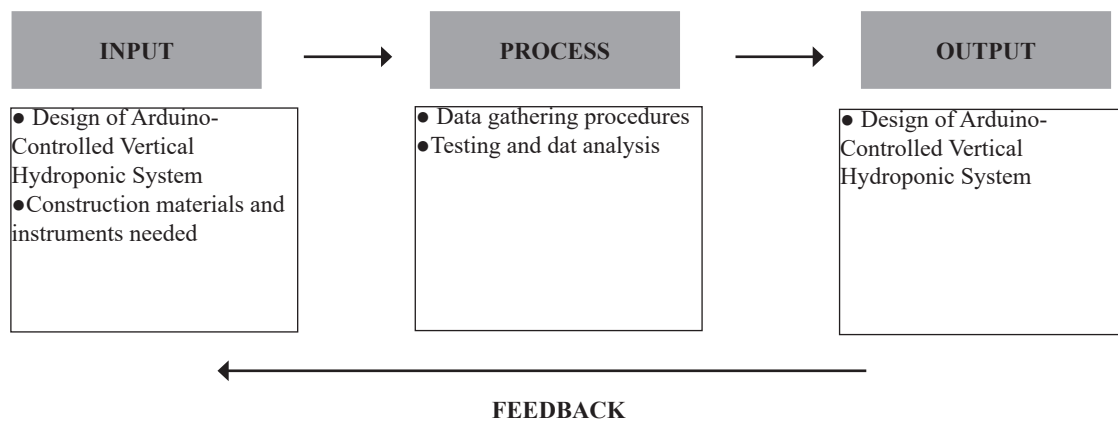 INPUT
PROCESS
OUTPUT
● Design of Arduino-
Controlled Vertical
Hydroponic System
●Construction materials and
instruments needed
● Data gathering procedures
●Testing and dat analysis
● Design of Arduino-
Controlled Vertical
Hydroponic System
FEEDBACK